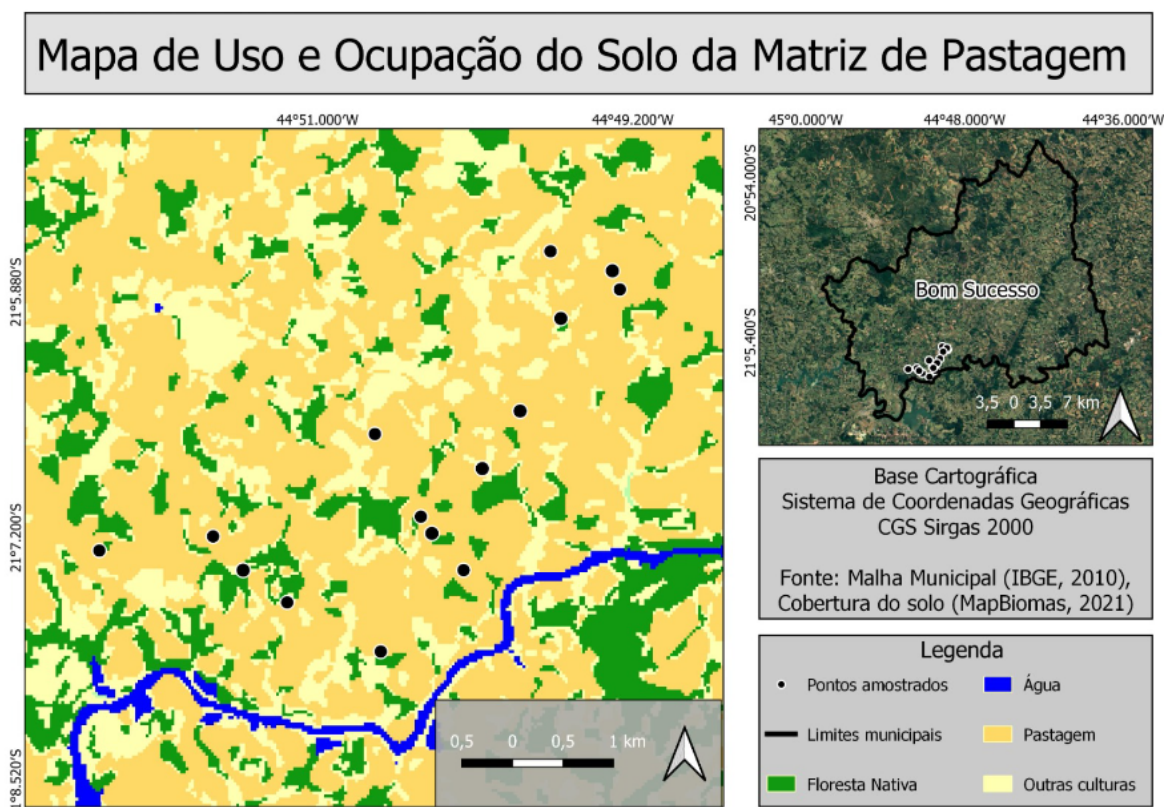 Mapa de Uso e Ocupação do Solo da Matriz de Pastagem
44°51.000'W 44°49.200'W
21°5.880'S
21°7.200'S
1°8.520'S
0,5 0 0,5 1 km
45°0.000'W 44°48.000'W 44°36.000'W
20°54.000'S
21°5.400'S
Bom Sucesso
3,5 0 3,5 7 km
Base Cartográfica
Sistema de Coordenadas Geográficas
CGS Sirgas 2000
Fonte: Malha Municipal (IBGE, 2010),
Cobertura do solo (MapBiomas, 2021)
Legenda
Pontos amostrados Água
Limites municipais Pastagem
Floresta Nativa Outras culturas